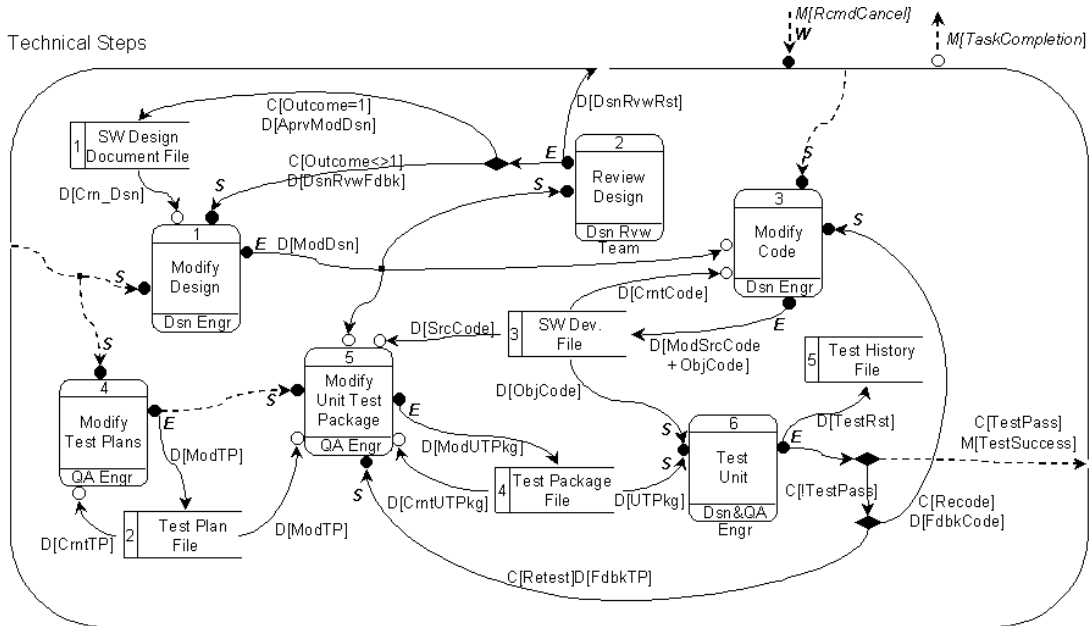 M[RcmdCancel]
W
M[TaskCompletion]
Technical Steps
C[Outcome=1]
D[AprvModDsn]
D[DsnRvwRst]
1
SW Design
Document File
C[Outcome<>1]
D[DsnRvwFdbk]
E
S
2
Review
Design
Dsn Rvw
Team
S
D[Crn_Dsn]
S
3
Modify
Code
Dsn Engr
S
1
Modify
Design
Dsn Engr
E
D[ModDsn]
S
D[CrntCode]
E
D[SrcCode]
3
SW Dev.
File
D[ModSrcCode
+ ObjCode]
5
Test History
File
S
4
Modify
Test Plans
QA Engr
E
S
5
Modify
Unit Test
Package
QA Engr
E
D[ObjCode]
D[ModTP]
D[ModUTPkg]
S
S
6
Test
Unit
Dsn&QA
Engr
E
D[TestRst]
C[TestPass]
M[TestSuccess]
S
D[CrntUTPkg]
4
Test Package
File
D[UTPkg]
C[!TestPass]
C[Recode]
D[FdbkCode]
D[CrntTP]
2
Test Plan
File
D[ModTP]
C[Retest]D[FdbkTP]